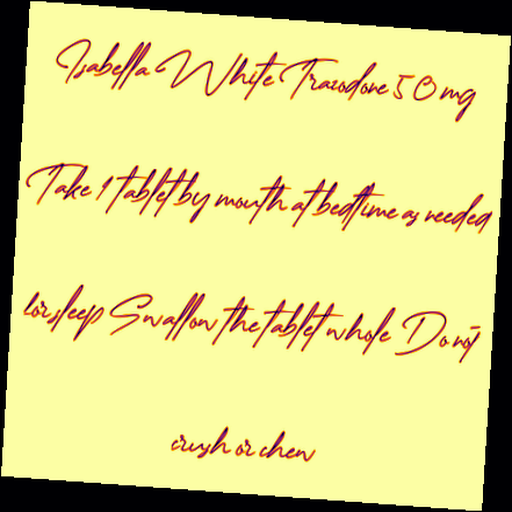 Isabella White Trazodone 50 mg
Take 1 tablet by mouth at bedtime as needed
for sleep Swallow the tablet whole Do not
crush or chew